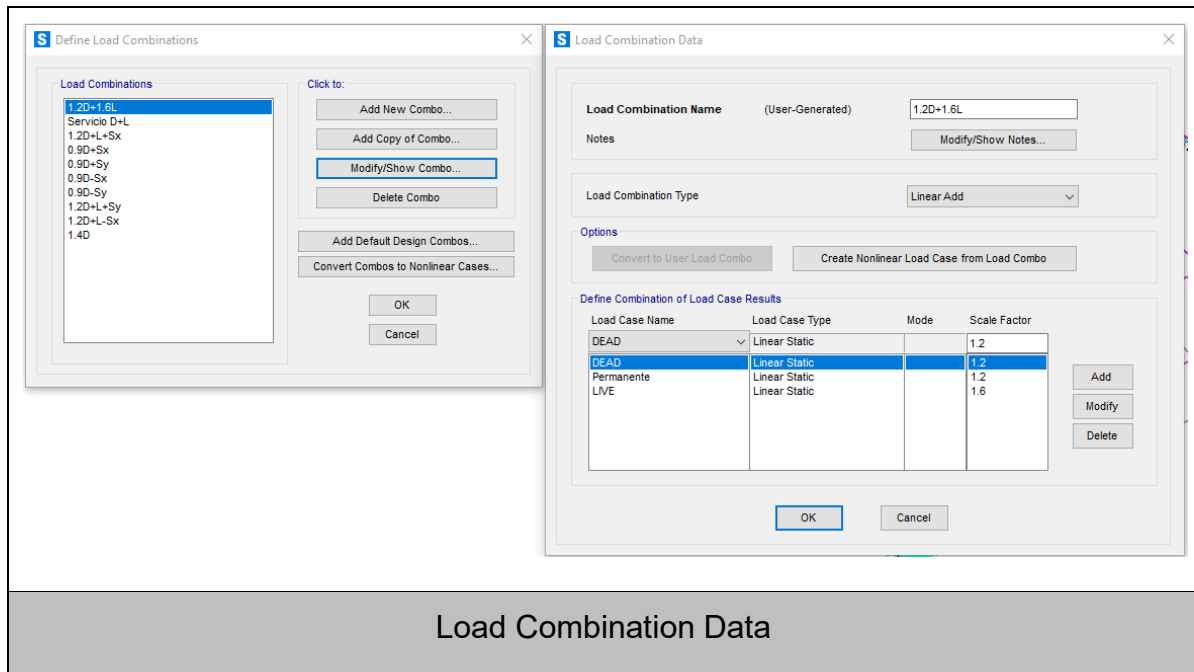 S Define Load Combinations
Load Combinations
1.2D+1.6L
Servicio D+L
1.2D+L+Sx
0.9D+Sx
0.9D+Sy
0.9D-Sx
0.9D-Sy
1.2D+L+Sy
1.2D+L-Sx
1.4D
Click to:
Add New Combo...
Add Copy of Combo...
Modify/Show Combo...
Delete Combo
Add Default Design Combos...
Convert Combos to Nonlinear Cases...
OK
Cancel
S Load Combination Data
Load Combination Name (User-Generated) 1.2D+1.6L
Notes Modify/Show Notes...
Load Combination Type Linear Add
Options
Convert to User Load Combo Create Nonlinear Load Case from Load Combo
Define Combination of Load Case Results
Load Case Name Load Case Type Mode Scale Factor
DEAD Linear Static 1.2
DEAD Linear Static 1.2
Permanente Linear Static 1.2
LIVE Linear Static 1.6
Add
Modify
Delete
OK Cancel
Load Combination Data